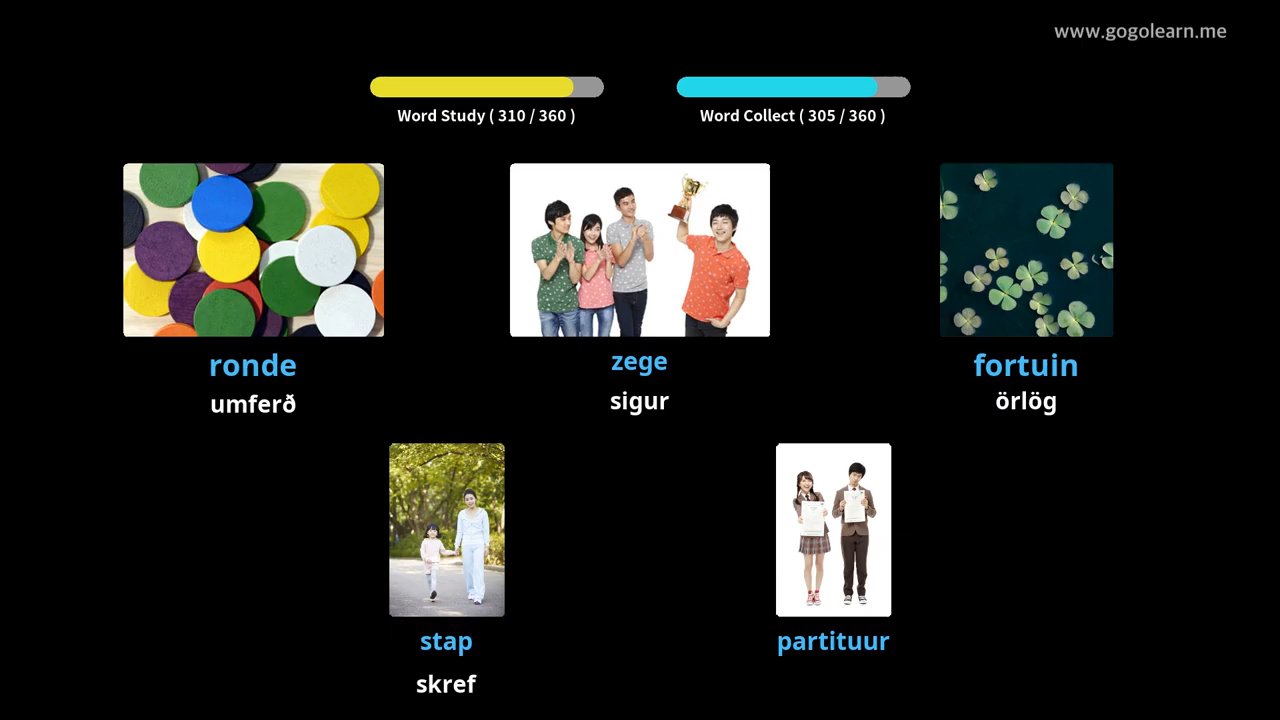 www.gogolearn.me
Word Study ( 310 / 360 )
Word Collect ( 305 / 360 )
ronde
umferð
zege
sigur
fortuin
örlög
stap
skref
partituur